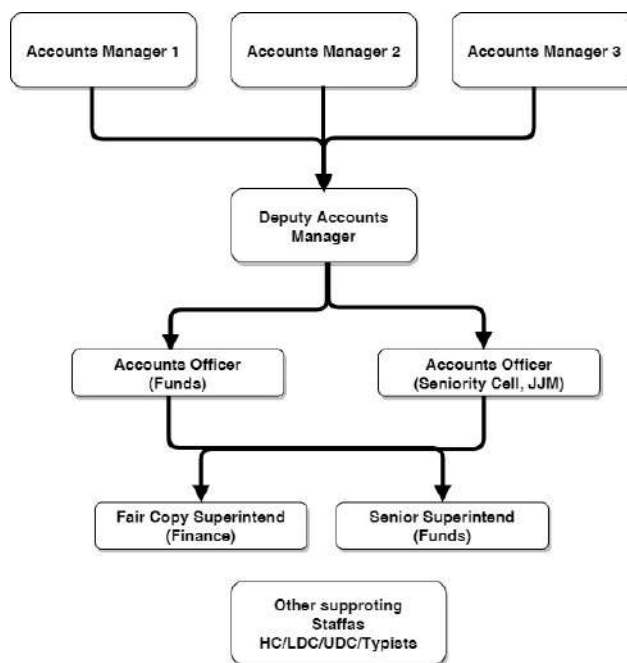 Accounts Manager 1
Accounts Manager 2
Accounts Manager 3
Deputy Accounts
Manager
Accounts Officer
(Funds)
Accounts Officer
(Seniority Cell, JJM)
Fair Copy Superintend
(Finance)
Senior Superintend
(Funds)
Other supproting
Staffas
HC/LDC/UDC/Typists